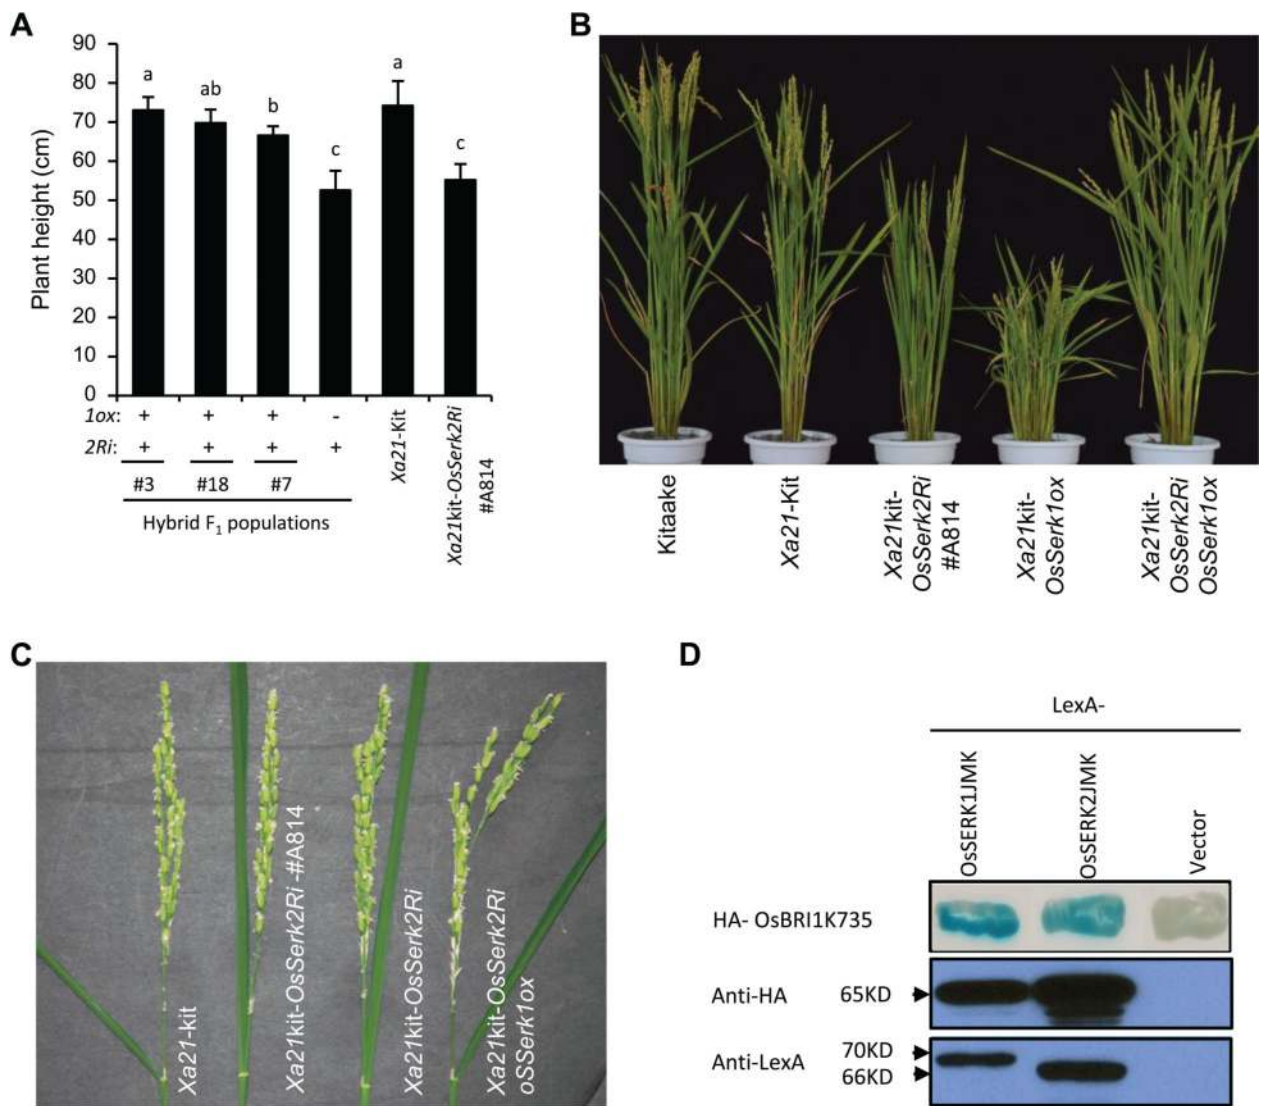 A
Plant height (cm)
90
80
70
60
50
40
30
20
10
0
a
ab
b
c
a
c
1ox: + + + -
2Ri: + + + +
#3 #18 #7
Hybrid F1 populations
Xa21-Kit
Xa21kit-OsSerk2Ri
#A814
B
Kitaake
Xa21-Kit
Xa21kit-
OsSerk2Ri
#A814
Xa21kit-
OsSerk1ox
Xa21kit-
OsSerk2Ri
OsSerk1ox
C
Xa21-kit
Xa21kit-OsSerk2Ri -#A814
Xa21kit-OsSerk2Ri
Xa21kit-OsSerk2Ri
oSSerk1ox
D
LexA-
OsSERK1JMK
OsSERK2JMK
Vector
HA- OsBRI1K735
Anti-HA 65KD
Anti-LexA 70KD
66KD